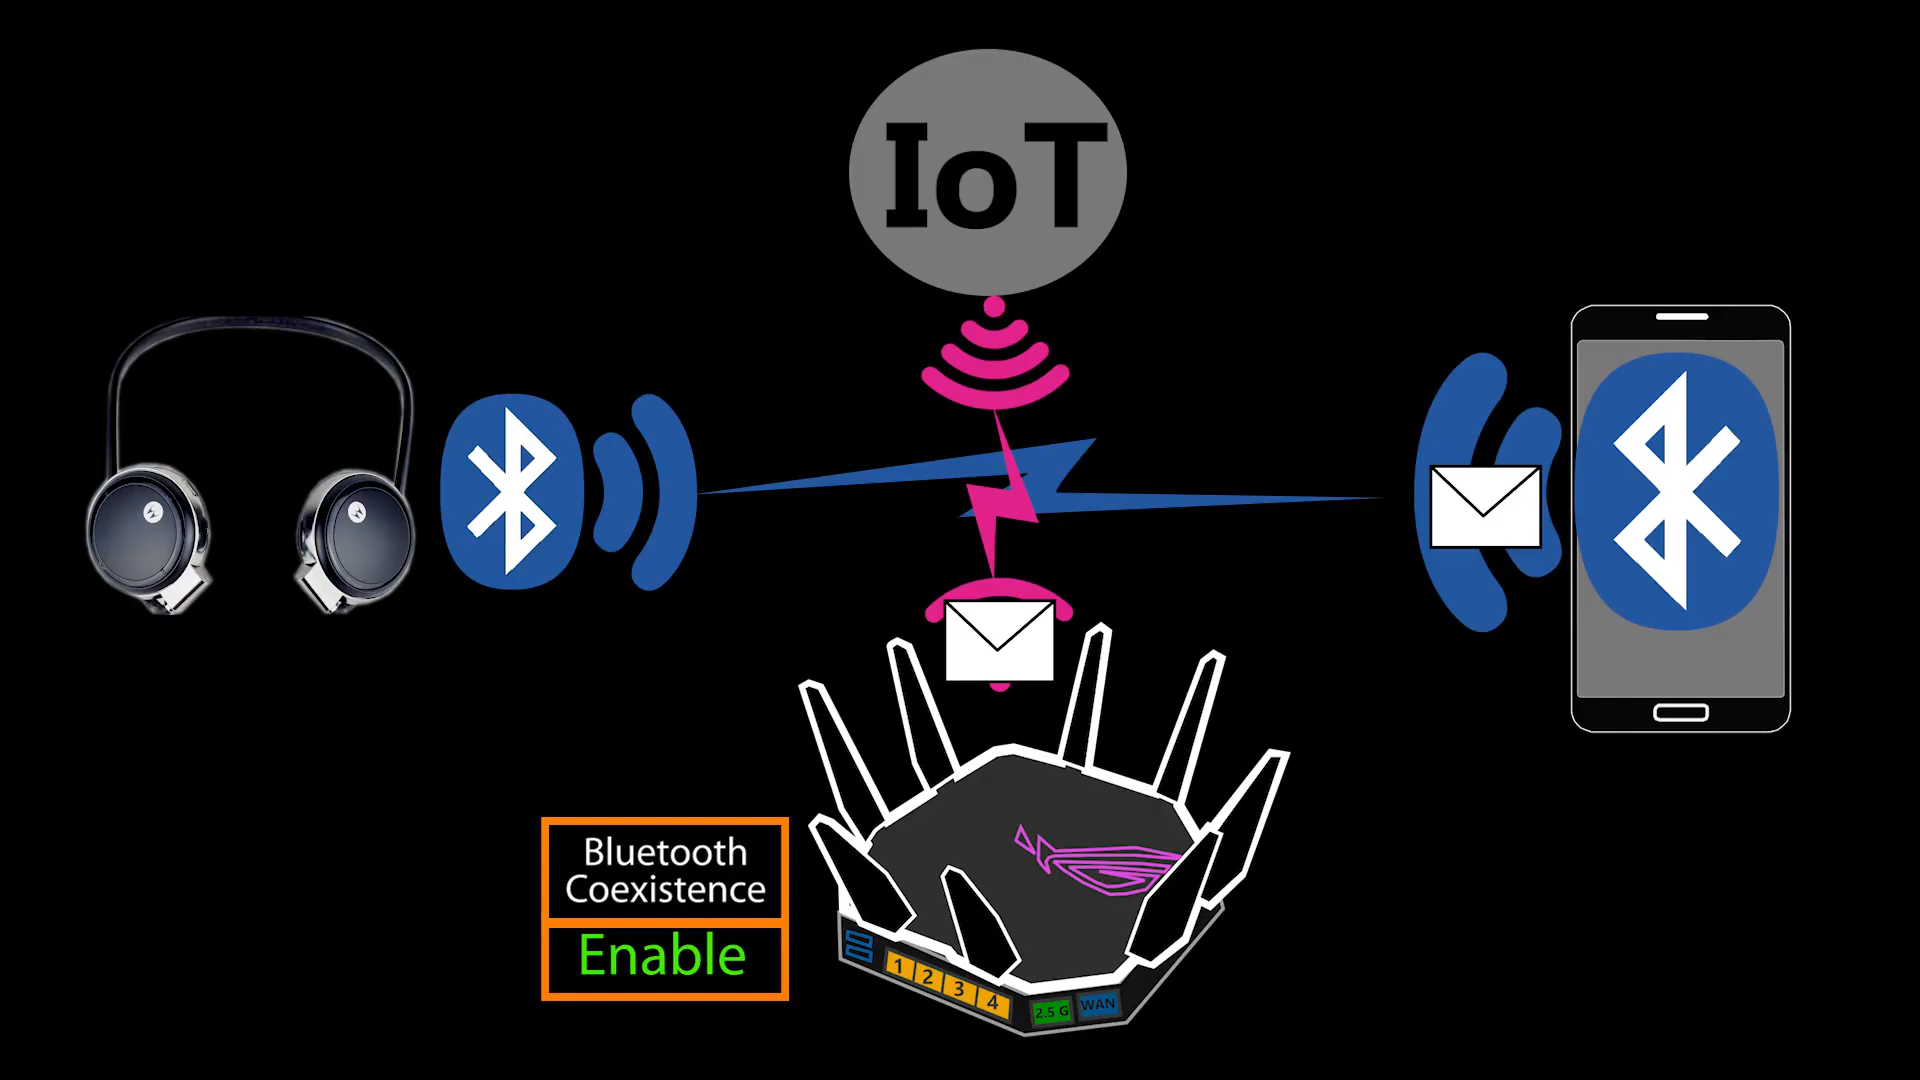 IoT
Bluetooth
Coexistence
Enable
1 2 3 4
2.5 G
WAN